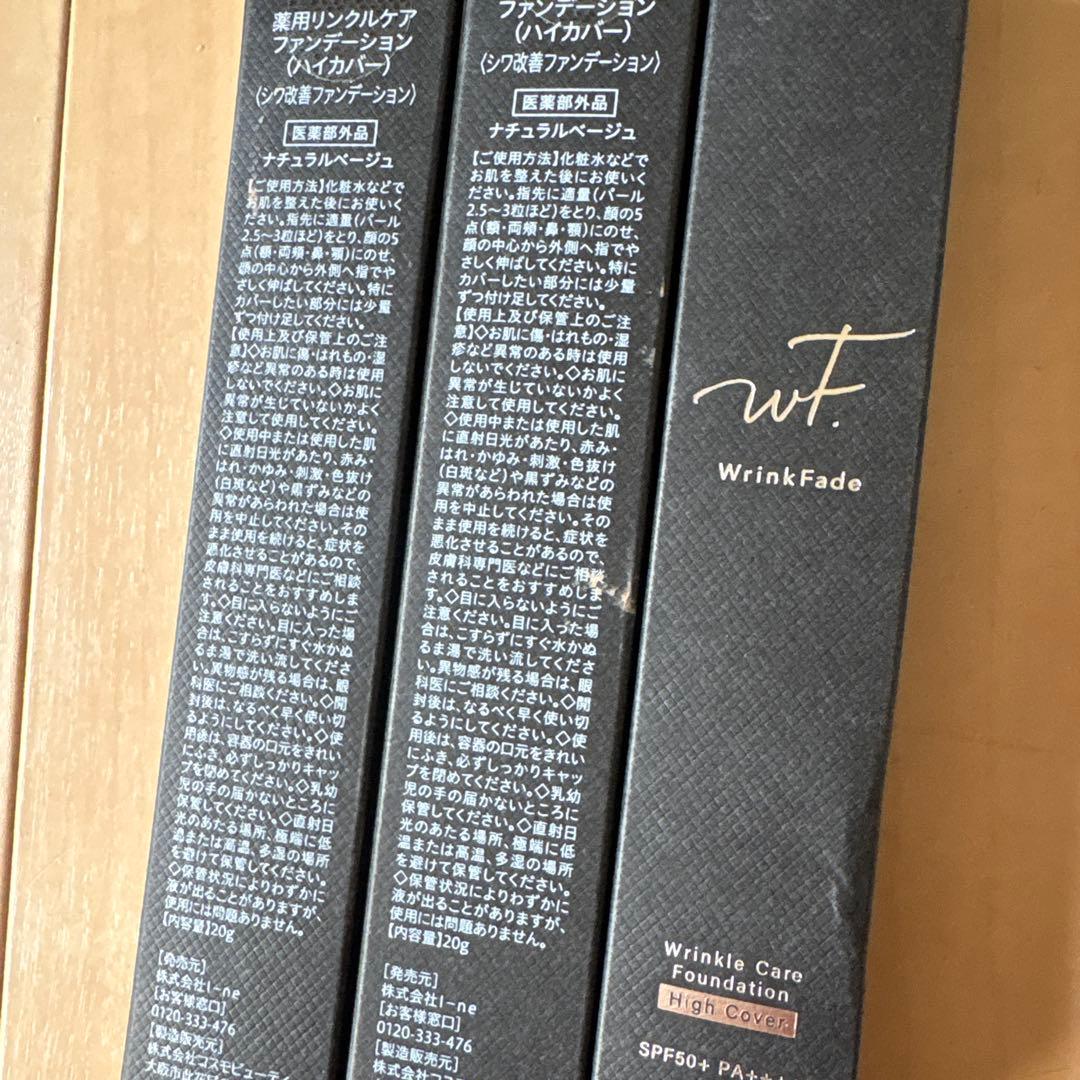 薬用リンクルケア
ファンデーション
(ハイカバー)
(シワ改善ファンデーション)
医薬部外品
ナチュラルベージュ
【ご使用方法】化粧水などで
お肌を整えた後にお使いく
ださい。指先に適量(パール
2.5～3粒ほど)をとり、顔の5
点(額・両頬・鼻・顎)にのせ、
顔の中心から外側へ指でや
さしく伸ばしてください。特に
カバーしたい部分には少量
ずつ付け足してください。
【使用上及び保管上のご注
意】◇お肌に傷・はれもの・湿
疹など異常のある時は使用
しないでください。◇お肌に
異常が生じていないかよく
注意して使用してください。
◇使用中または使用した肌
に直射日光があたり、赤み・
はれ・かゆみ・刺激・色抜け
(白斑など)や黒ずみなどの
異常があらわれた場合は使
用を中止してください。その
まま使用を続けると、症状を
悪化させることがあるので、
皮膚科専門医などにご相談
されることをおすすめしま
す。◇目に入らないようにご
注意ください。目に入った場
合は、こすらずにすぐ水かぬ
るま湯で洗い流してくださ
い。異物感が残る場合は、眼
科医にご相談ください。◇開
封後は、なるべく早く使い切
るようにしてください。◇使
用後は、容器の口元をきれい
にふき、必ずしっかりキャッ
プを閉めてください。◇乳幼
児の手の届かないところに
保管してください。◇直射日
光のあたる場所、極端に低
温または高温、多湿の場所
を避けて保管してください。
◇保管状況によりわずかに
液が出ることがありますが、
使用には問題ありません。
【内容量】20g
[発売元]
株式会社I-ne
[お客様窓口]
0120-333-476
[製造販売元]
株式会社コスモビューティ
ファンデーション
(ハイカバー)
(シワ改善ファンデーション)
医薬部外品
ナチュラルベージュ
【ご使用方法】化粧水などで
お肌を整えた後にお使いく
ださい。指先に適量(パール
2.5～3粒ほど)をとり、顔の5
点(額・両頬・鼻・顎)にのせ、
顔の中心から外側へ指でや
さしく伸ばしてください。特に
カバーしたい部分には少量
ずつ付け足してください。
【使用上及び保管上のご注
意】◇お肌に傷・はれもの・湿
疹など異常のある時は使用
しないでください。◇お肌に
異常が生じていないかよく
注意して使用してください。
◇使用中または使用した肌
に直射日光があたり、赤み・
はれ・かゆみ・刺激・色抜け
(白斑など)や黒ずみなどの
異常があらわれた場合は使
用を中止してください。その
まま使用を続けると、症状を
悪化させることがあるので、
皮膚科専門医などにご相談
されることをおすすめしま
す。◇目に入らないようにご
注意ください。目に入った場
合は、こすらずにすぐ水かぬ
るま湯で洗い流してくださ
い。異物感が残る場合は、眼
科医にご相談ください。◇開
封後は、なるべく早く使い切
るようにしてください。◇使
用後は、容器の口元をきれい
にふき、必ずしっかりキャッ
プを閉めてください。◇乳幼
児の手の届かないところに
保管してください。◇直射日
光のあたる場所、極端に低
温または高温、多湿の場所
を避けて保管してください。
◇保管状況によりわずかに
液が出ることがありますが、
使用には問題ありません。
【内容量】20g
[発売元]
株式会社I-ne
[お客様窓口]
0120-333-476
[製造販売元]
wF.
WrinkFade
Wrinkle Care
Foundation
High Cover
SPF50+ PA++